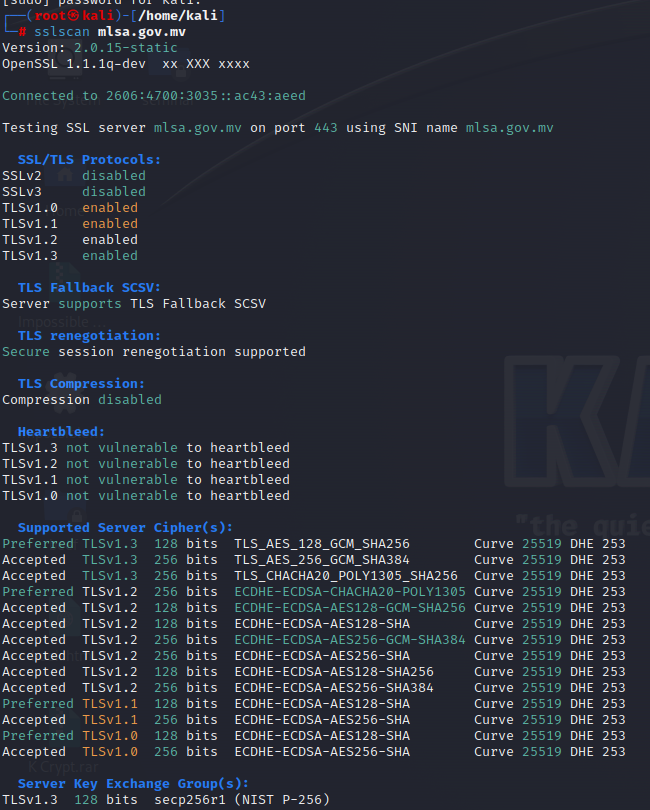 [sudo] password for kali:
┌──(root㉿kali)-[/home/kali]
└─# sslscan mlsa.gov.mv
Version: 2.0.15-static
OpenSSL 1.1.1q-dev  xx XXX xxxx
Connected to 2606:4700:3035::ac43:aeed
Testing SSL server mlsa.gov.mv on port 443 using SNI name mlsa.gov.mv
SSL/TLS Protocols:
SSLv2     disabled
SSLv3     disabled
TLSv1.0   enabled
TLSv1.1   enabled
TLSv1.2   enabled
TLSv1.3   enabled
TLS Fallback SCSV:
Server supports TLS Fallback SCSV
TLS renegotiation:
Secure session renegotiation supported
TLS Compression:
Compression disabled
Heartbleed:
TLSv1.3 not vulnerable to heartbleed
TLSv1.2 not vulnerable to heartbleed
TLSv1.1 not vulnerable to heartbleed
TLSv1.0 not vulnerable to heartbleed
Supported Server Cipher(s):
Preferred TLSv1.3  128 bits  TLS_AES_128_GCM_SHA256        Curve 25519 DHE 253
Accepted  TLSv1.3  256 bits  TLS_AES_256_GCM_SHA384        Curve 25519 DHE 253
Accepted  TLSv1.3  256 bits  TLS_CHACHA20_POLY1305_SHA256  Curve 25519 DHE 253
Preferred TLSv1.2  256 bits  ECDHE-ECDSA-CHACHA20-POLY1305 Curve 25519 DHE 253
Accepted  TLSv1.2  128 bits  ECDHE-ECDSA-AES128-GCM-SHA256 Curve 25519 DHE 253
Accepted  TLSv1.2  128 bits  ECDHE-ECDSA-AES128-SHA        Curve 25519 DHE 253
Accepted  TLSv1.2  256 bits  ECDHE-ECDSA-AES256-GCM-SHA384 Curve 25519 DHE 253
Accepted  TLSv1.2  256 bits  ECDHE-ECDSA-AES256-SHA        Curve 25519 DHE 253
Accepted  TLSv1.2  128 bits  ECDHE-ECDSA-AES128-SHA256     Curve 25519 DHE 253
Accepted  TLSv1.2  256 bits  ECDHE-ECDSA-AES256-SHA384     Curve 25519 DHE 253
Preferred TLSv1.1  128 bits  ECDHE-ECDSA-AES128-SHA        Curve 25519 DHE 253
Accepted  TLSv1.1  256 bits  ECDHE-ECDSA-AES256-SHA        Curve 25519 DHE 253
Preferred TLSv1.0  128 bits  ECDHE-ECDSA-AES128-SHA        Curve 25519 DHE 253
Accepted  TLSv1.0  256 bits  ECDHE-ECDSA-AES256-SHA        Curve 25519 DHE 253
K Crypt.rar
Server Key Exchange Group(s):
TLSv1.3  128 bits  secp256r1 (NIST P-256)